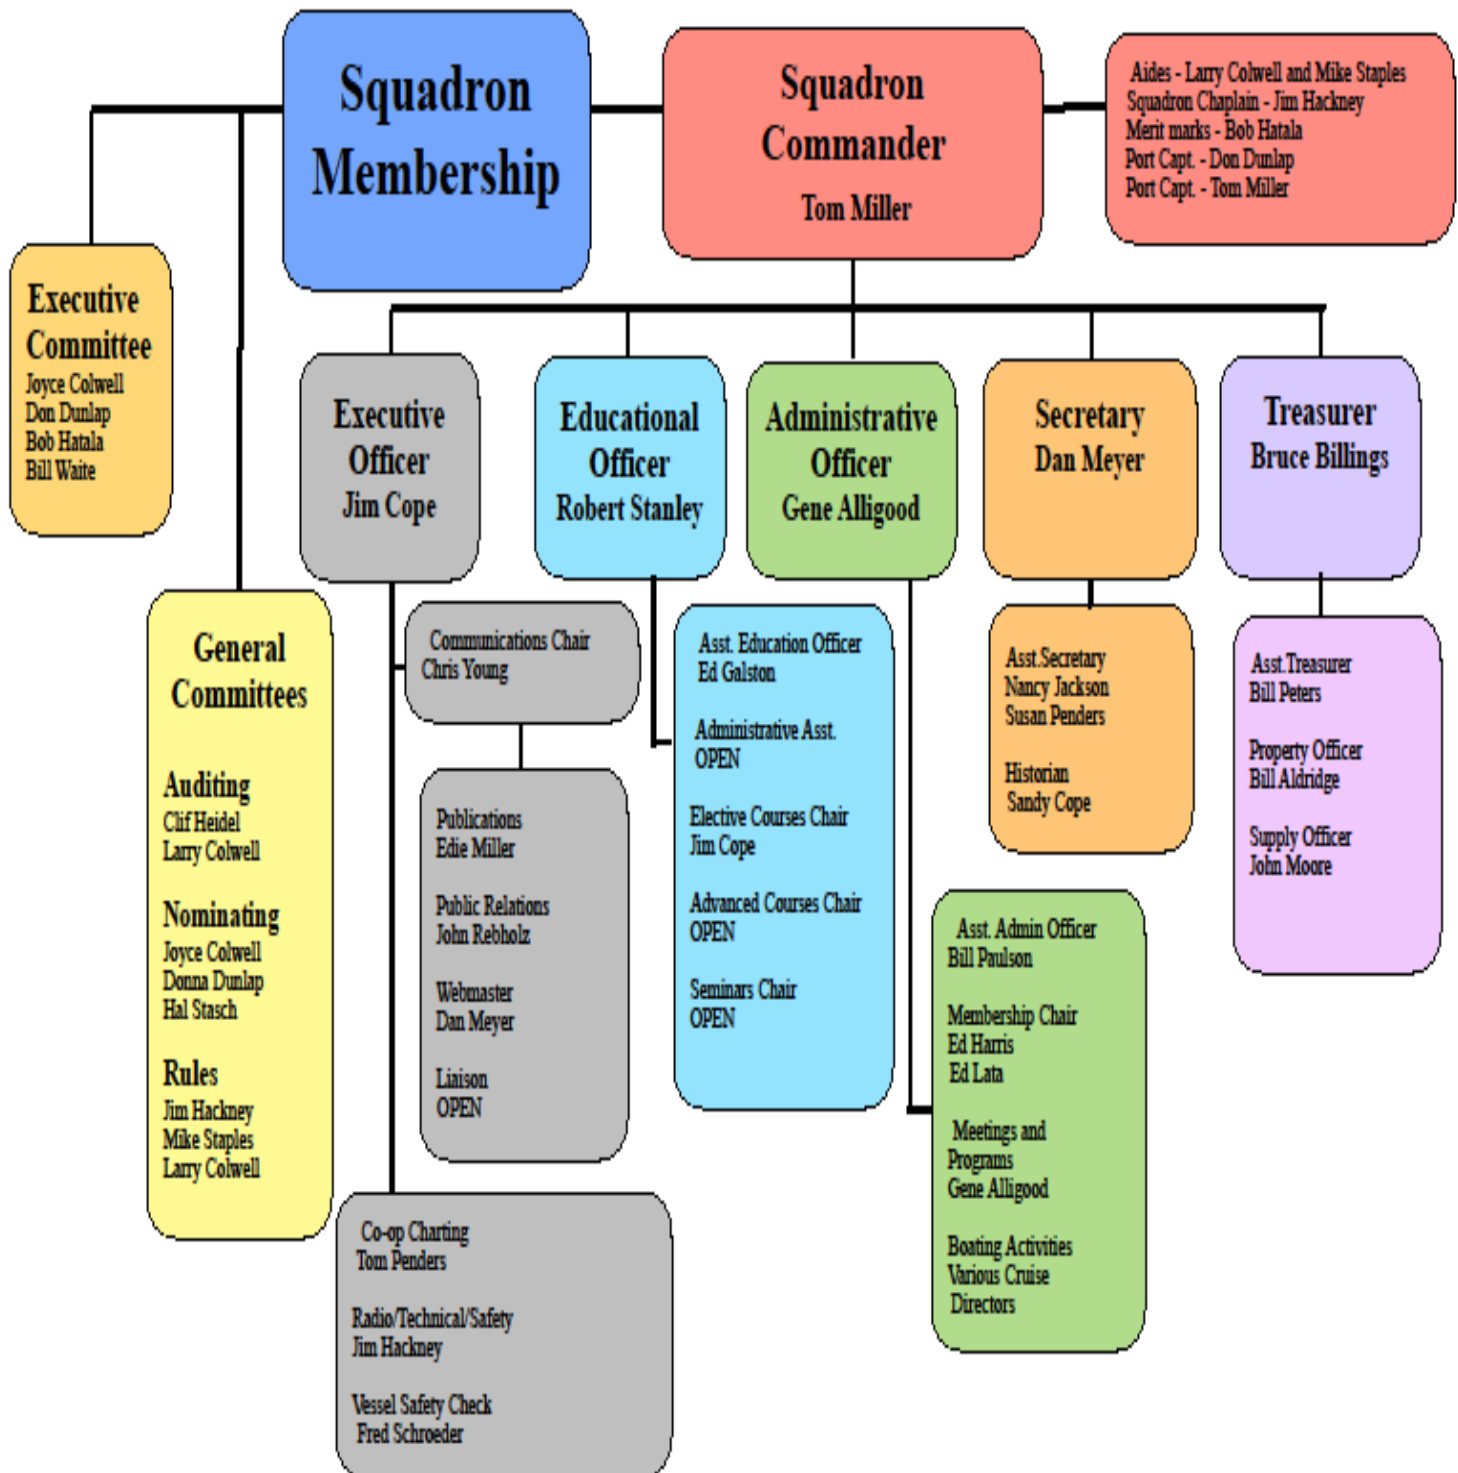 Squadron
Membership
Squadron
Commander
Tom Miller
Aides - Larry Colwell and Mike Staples
Squadron Chaplain - Jim Hackney
Merit marks - Bob Hatala
Port Capt. - Don Dunlap
Port Capt. - Tom Miller
Executive
Committee
Joyce Colwell
Don Dunlap
Bob Hatala
Bill Waite
Executive
Officer
Jim Cope
Educational
Officer
Robert Stanley
Administrative
Officer
Gene Alligood
Secretary
Dan Meyer
Treasurer
Bruce Billings
General
Committees
Auditing
Clif Heidel
Larry Colwell
Nominating
Joyce Colwell
Donna Dunlap
Hal Stasch
Rules
Jim Hackney
Mike Staples
Larry Colwell
Communications Chair
Chris Young
Publications
Edie Miller
Public Relations
John Rebholz
Webmaster
Dan Meyer
Liaison
OPEN
Co-op Charting
Tom Penders
Radio/Technical/Safety
Jim Hackney
Vessel Safety Check
Fred Schroeder
Asst. Education Officer
Ed Galston
Administrative Asst.
OPEN
Elective Courses Chair
Jim Cope
Advanced Courses Chair
OPEN
Seminars Chair
OPEN
Asst. Admin Officer
Bill Paulson
Membership Chair
Ed Harris
Ed Lata
Meetings and
Programs
Gene Alligood
Boating Activities
Various Cruise
Directors
Asst.Secretary
Nancy Jackson
Susan Penders
Historian
Sandy Cope
Asst.Treasurer
Bill Peters
Property Officer
Bill Aldridge
Supply Officer
John Moore